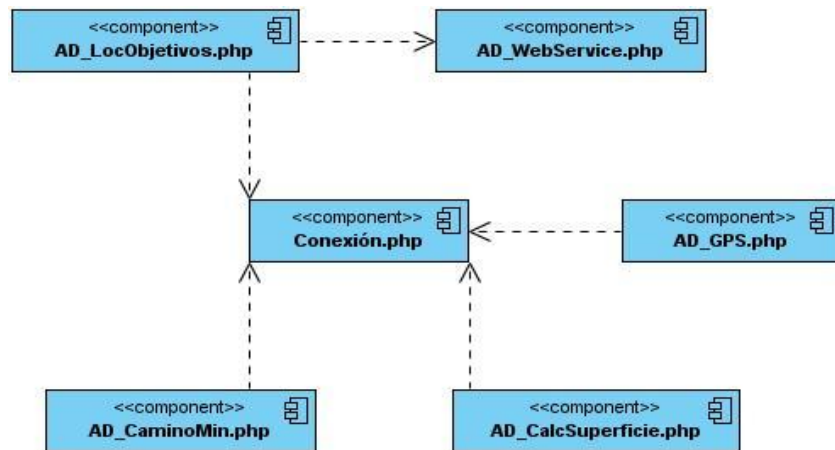 <<component>>
AD_LocObjetivos.php
<<component>>
AD_WebService.php
<<component>>
Conexión.php
<<component>>
AD_GPS.php
<<component>>
AD_CaminoMin.php
<<component>>
AD_CalcSuperficie.php